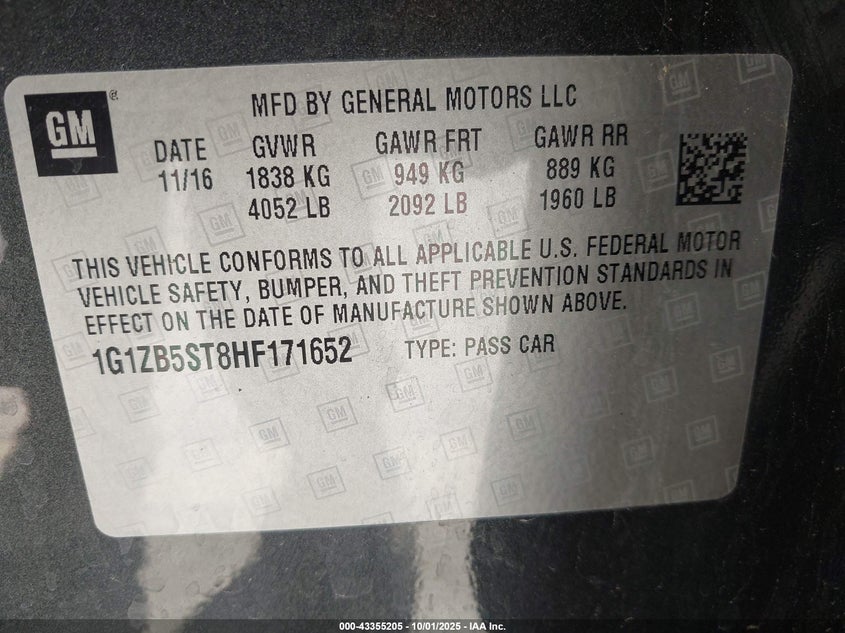 GM
®
MFD BY GENERAL MOTORS LLC
DATE GVWR GAWR FRT GAWR RR
11/16 1838 KG 949 KG 889 KG
4052 LB 2092 LB 1960 LB
THIS VEHICLE CONFORMS TO ALL APPLICABLE U.S. FEDERAL MOTOR
VEHICLE SAFETY, BUMPER, AND THEFT PREVENTION STANDARDS IN
EFFECT ON THE DATE OF MANUFACTURE SHOWN ABOVE.
1G1ZB5ST8HF171652 TYPE: PASS CAR
000-43355205 - 10/01/2025 - IAA Inc.